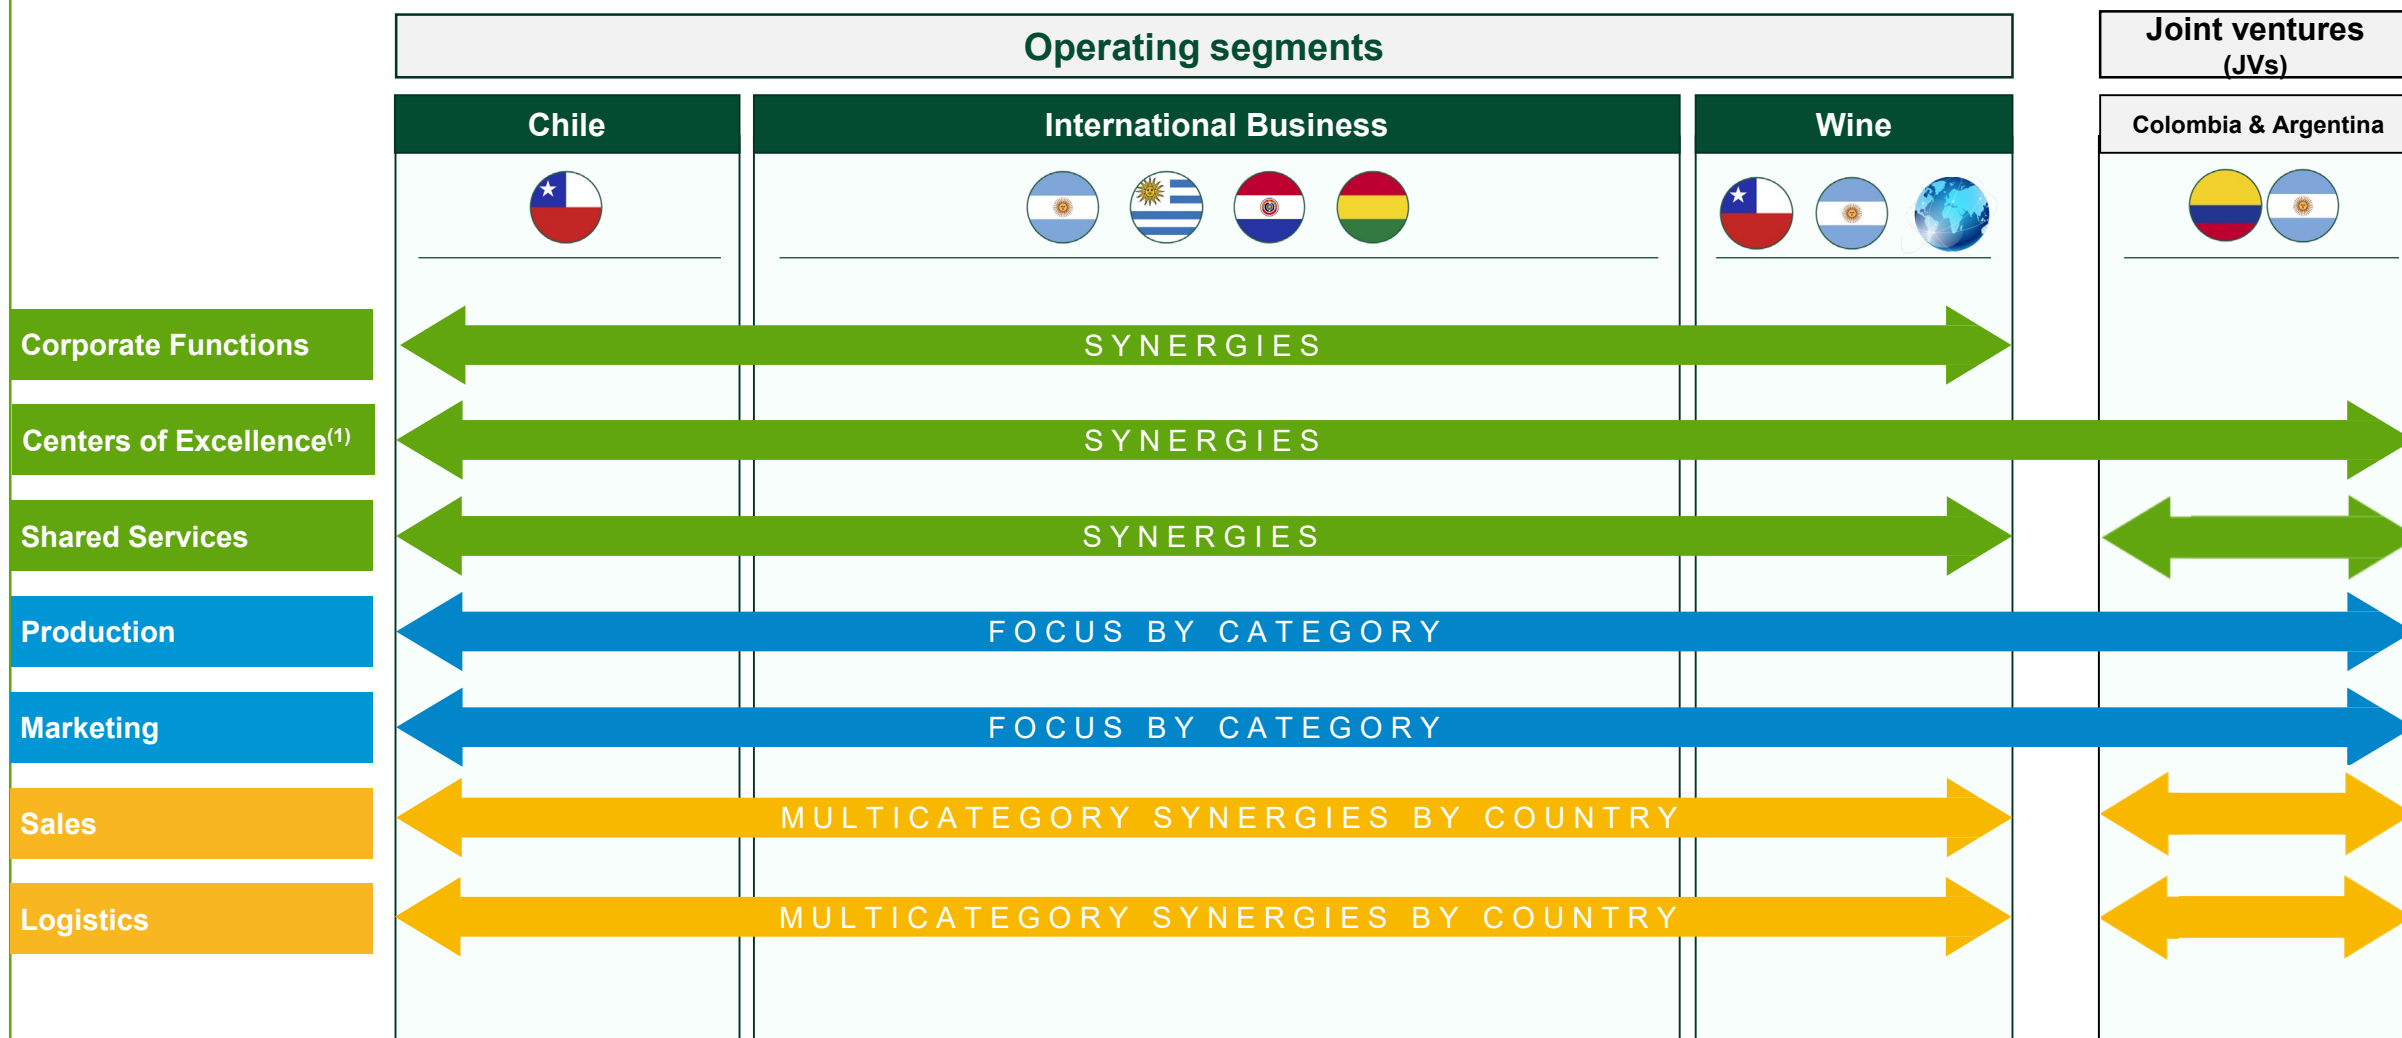 Operating segments
Joint ventures
(JVs)
Chile
International Business
Wine
Colombia & Argentina
Corporate Functions
SYNERGIES
Centers of Excellence(1)
SYNERGIES
Shared Services
SYNERGIES
Production
FOCUS BY CATEGORY
Marketing
FOCUS BY CATEGORY
Sales
MULTICATEGORY SYNERGIES BY COUNTRY
Logistics
MULTICATEGORY SYNERGIES BY COUNTRY